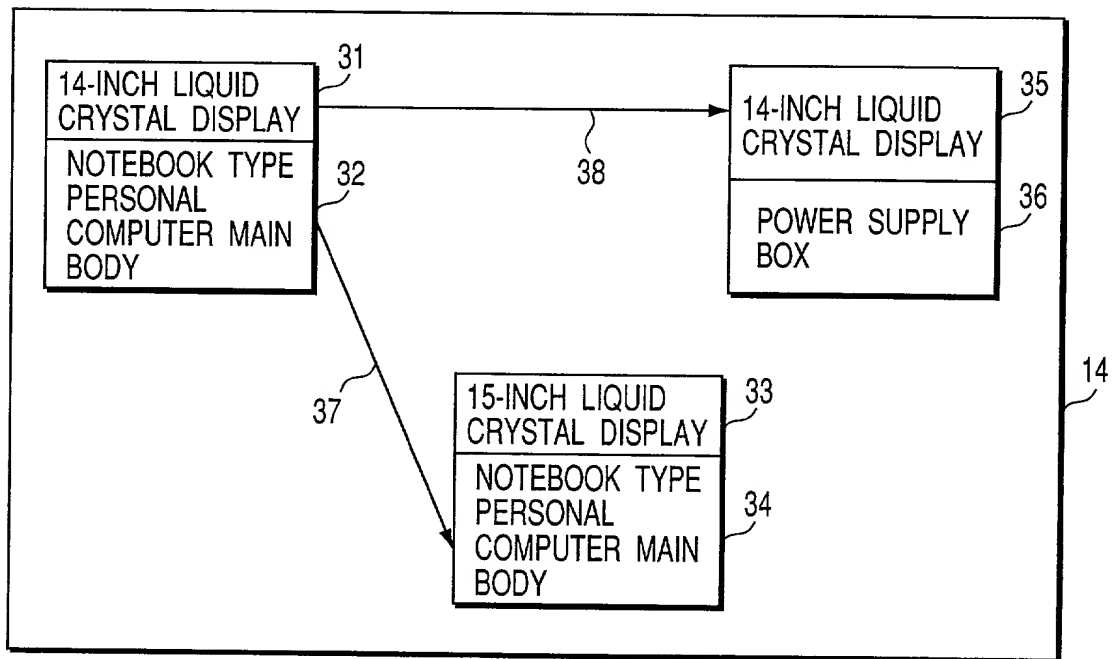 14-INCH LIQUID
CRYSTAL DISPLAY
31
NOTEBOOK TYPE
PERSONAL
COMPUTER MAIN
BODY
32
38
14-INCH LIQUID
CRYSTAL DISPLAY
35
POWER SUPPLY
BOX
36
37
15-INCH LIQUID
CRYSTAL DISPLAY
33
NOTEBOOK TYPE
PERSONAL
COMPUTER MAIN
BODY
34
14